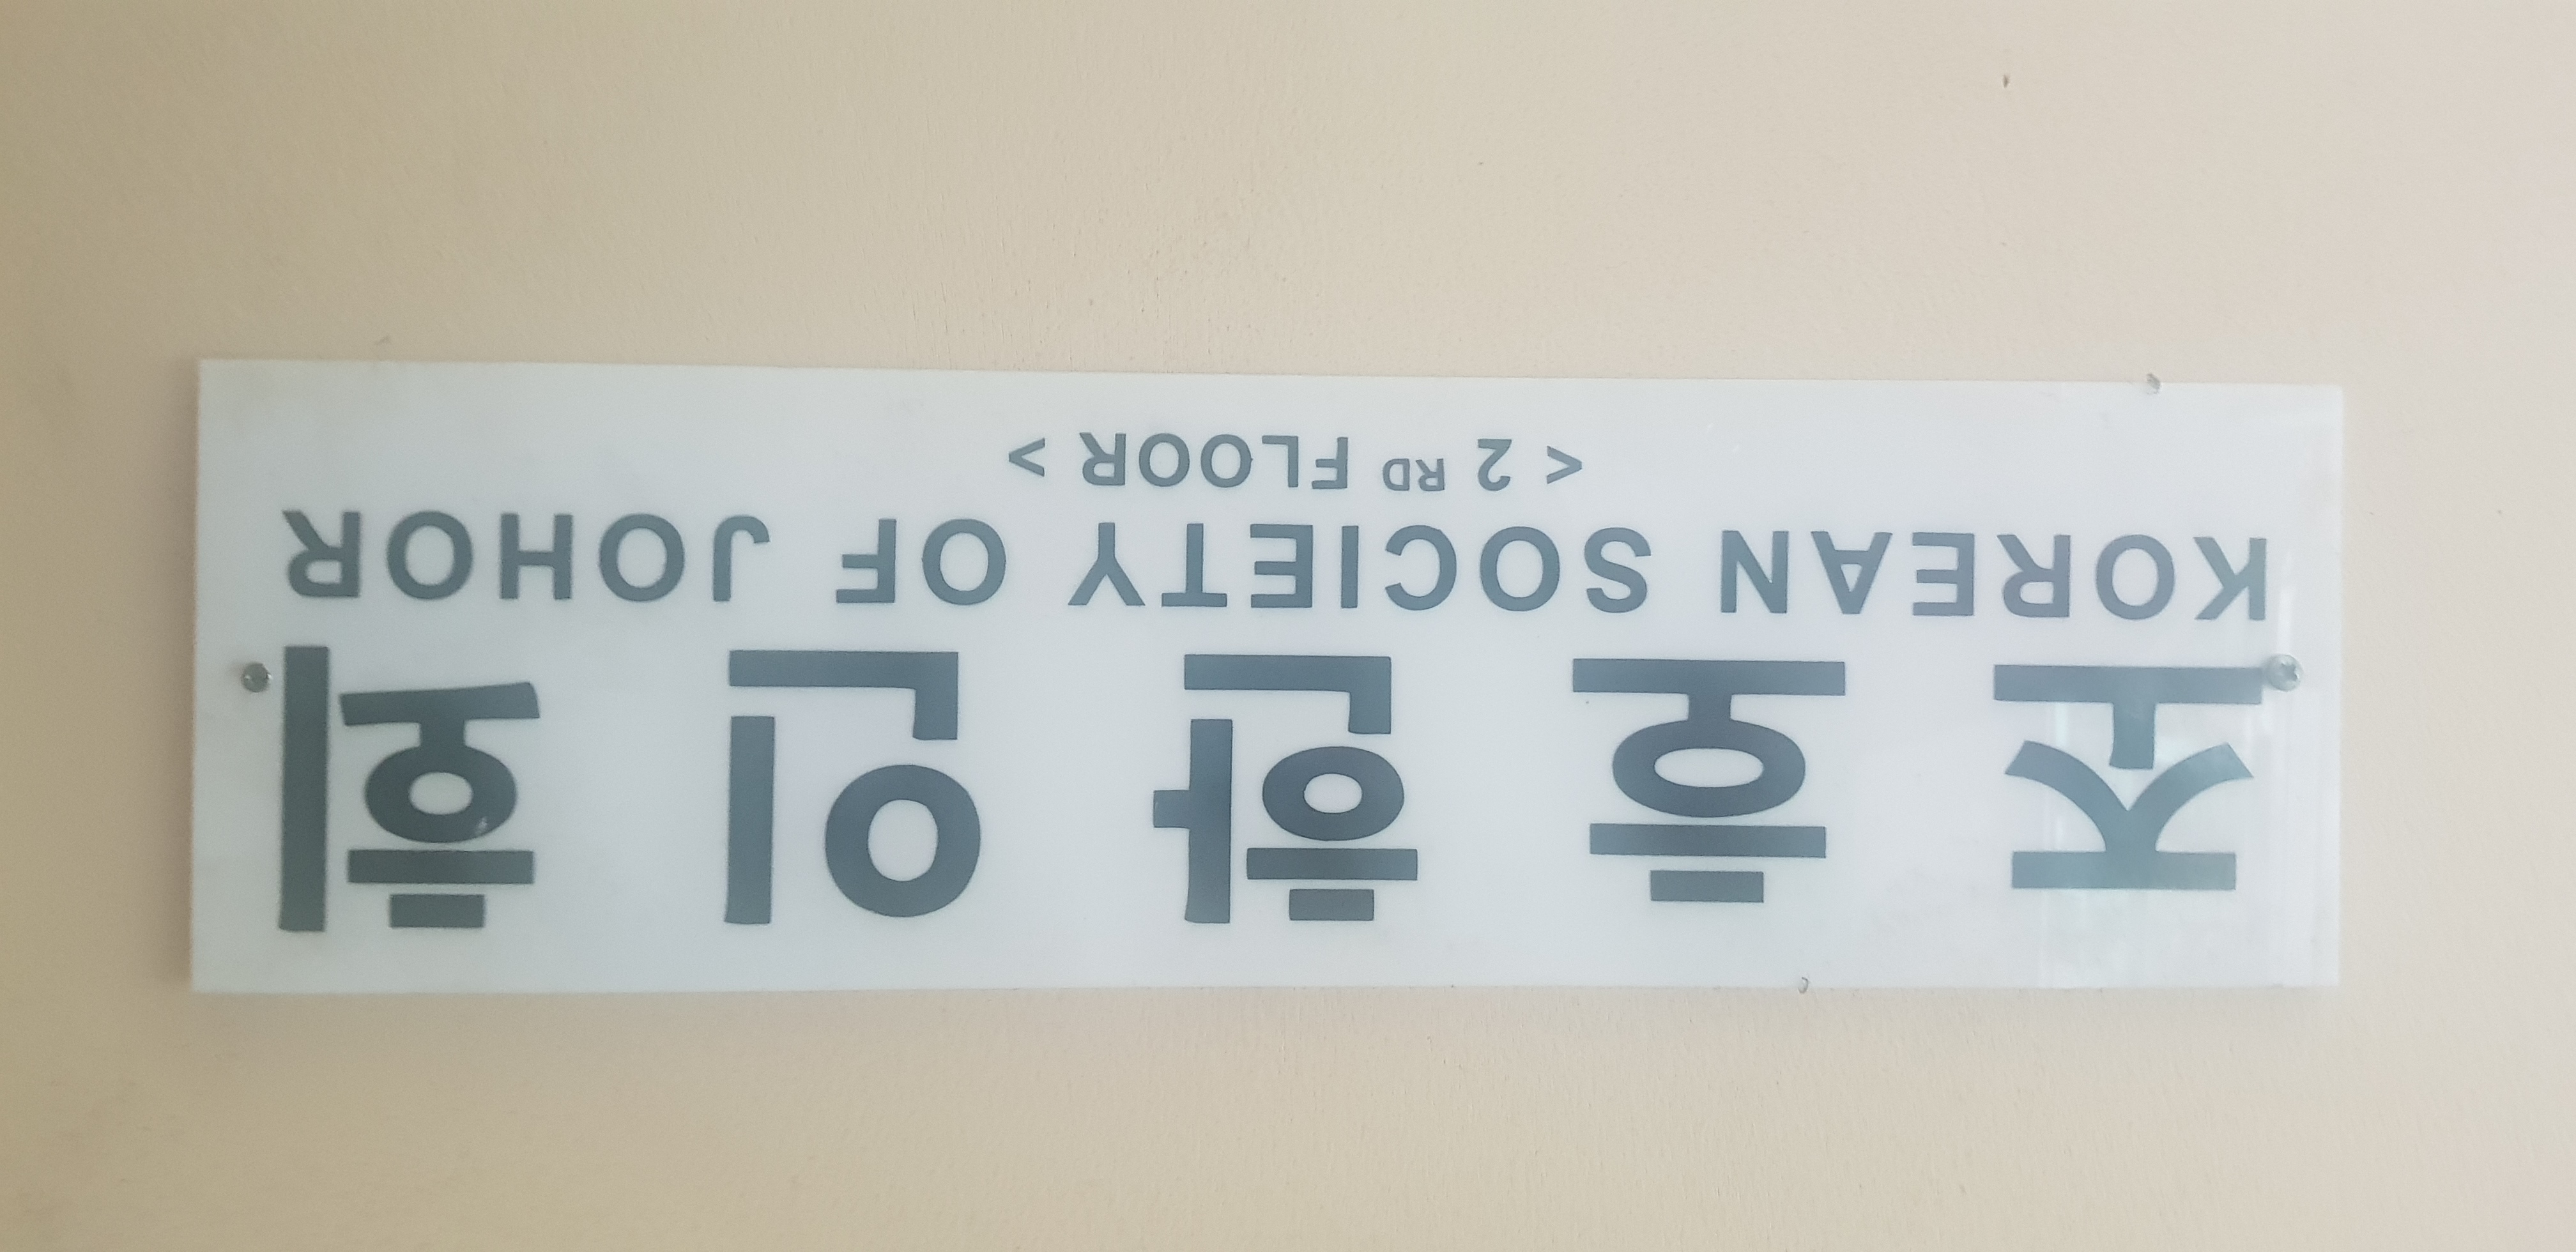 조호한인회
KOREAN SOCIETY OF JOHOR
< 2 RD FLOOR >